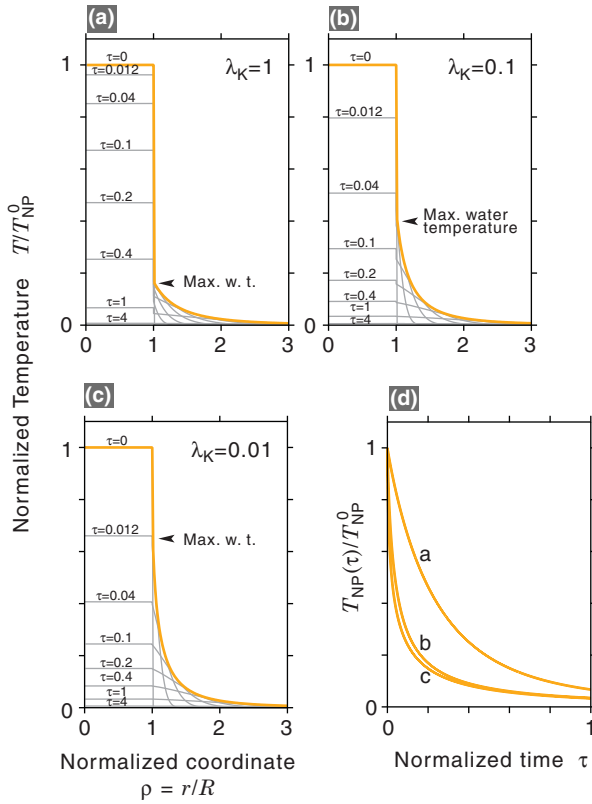 (a)
λK=1
1
τ=0
τ=0.012
τ=0.04
τ=0.1
τ=0.2
τ=0.4
τ=1
τ=4
Max. w. t.
0
0 1 2 3
(b)
λK=0.1
1
τ=0
τ=0.012
τ=0.04
τ=0.1
τ=0.2
τ=0.4
τ=1
τ=4
Max. water
temperature
0
0 1 2 3
Normalized Temperature T/T⁰NP
(c)
λK=0.01
1
τ=0
τ=0.012
τ=0.04
τ=0.1
τ=0.2
τ=0.4
τ=1
τ=4
Max. w. t.
0
0 1 2 3
Normalized coordinate
ρ = r/R
(d)
TNP(τ)/T⁰NP
1
a
b
c
0
0 1
Normalized time τ